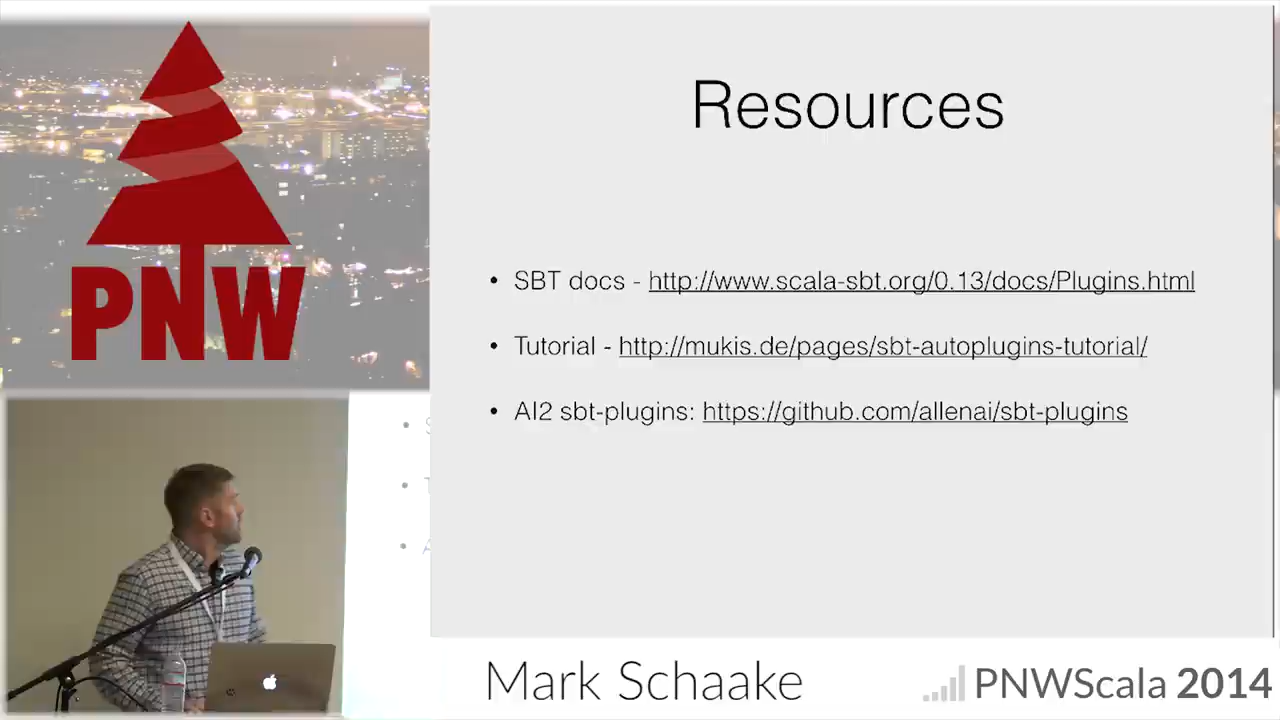 PNW
Resources
• SBT docs - http://www.scala-sbt.org/0.13/docs/Plugins.html
• Tutorial - http://mukis.de/pages/sbt-autoplugins-tutorial/
• AI2 sbt-plugins: https://github.com/allenai/sbt-plugins
Mark Schaake
PNWScala 2014